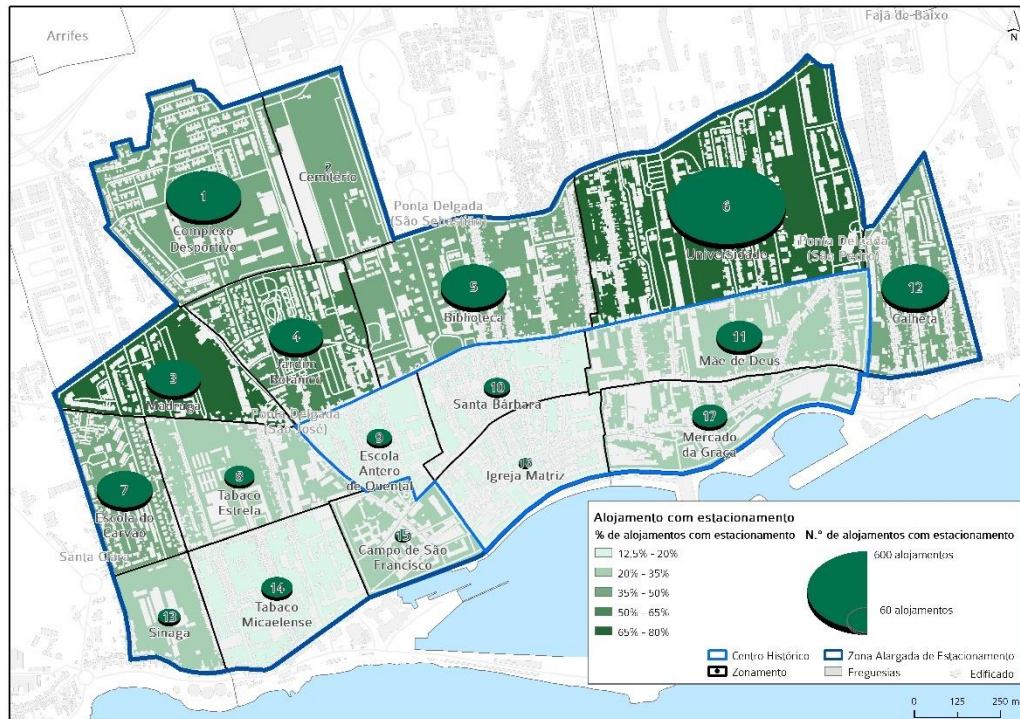 Arrifes
Fajã de Baixo
N
2
Cemitério
1
Complexo
Desportivo
Ponta Delgada
(São Sebastião)
6
Universidade
Ponta Delgada
(São Pedro)
5
Biblioteca
12
Calheta
4
Jardim
Botânico
11
Mãe de Deus
3
Madruga
10
Santa Bárbara
Ponta Delgada
(São José)
17
Mercado
da Graça
9
Escola
Antero
de Quental
16
Igreja Matriz
8
Tabaco
Estrela
7
Escola do
Carvão
15
Campo de São
Francisco
Santa Clara
14
Tabaco
Micaelense
13
Sinaga
Alojamento com estacionamento
% de alojamentos com estacionamento
12,5% - 20%
20% - 35%
35% - 50%
50% - 65%
65% - 80%
N.º de alojamentos com estacionamento
600 alojamentos
60 alojamentos
Centro Histórico
Zona Alargada de Estacionamento
Zonamento
Freguesias
Edificado
0 125 250 m